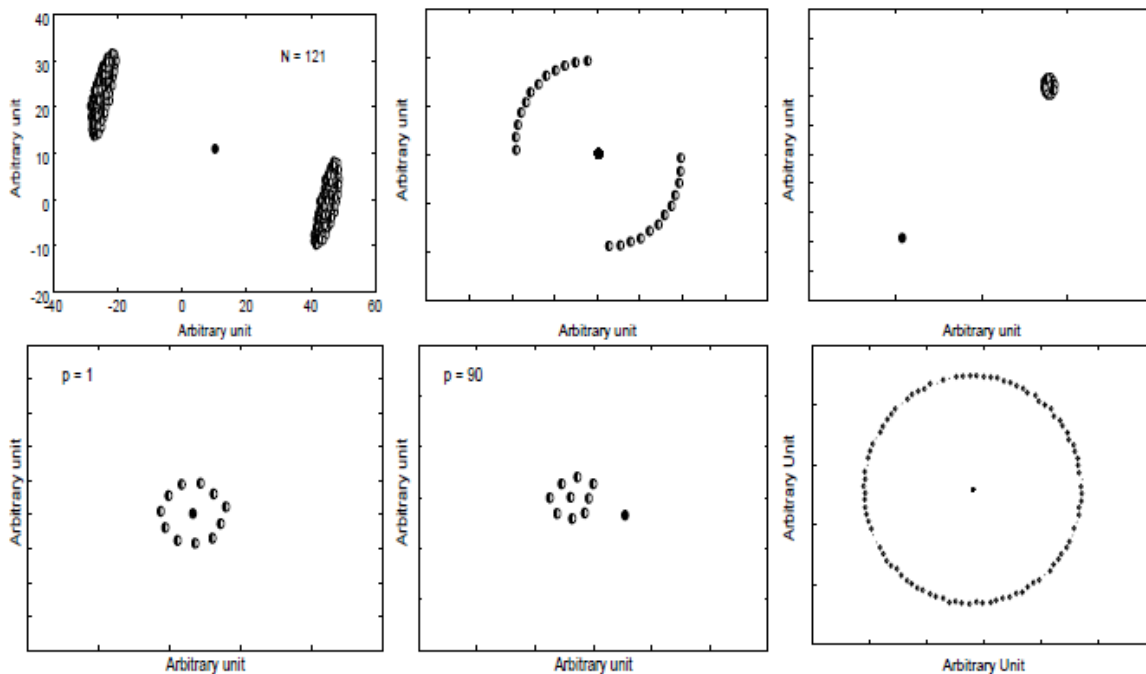 40
30
20
10
0
-10
-20
-40
-20
0
20
40
60
N = 121
Arbitrary unit
Arbitrary unit
Arbitrary unit
Arbitrary unit
Arbitrary unit
Arbitrary unit
p = 1
Arbitrary unit
Arbitrary unit
p = 90
Arbitrary unit
Arbitrary unit
Arbitrary Unit
Arbitrary Unit